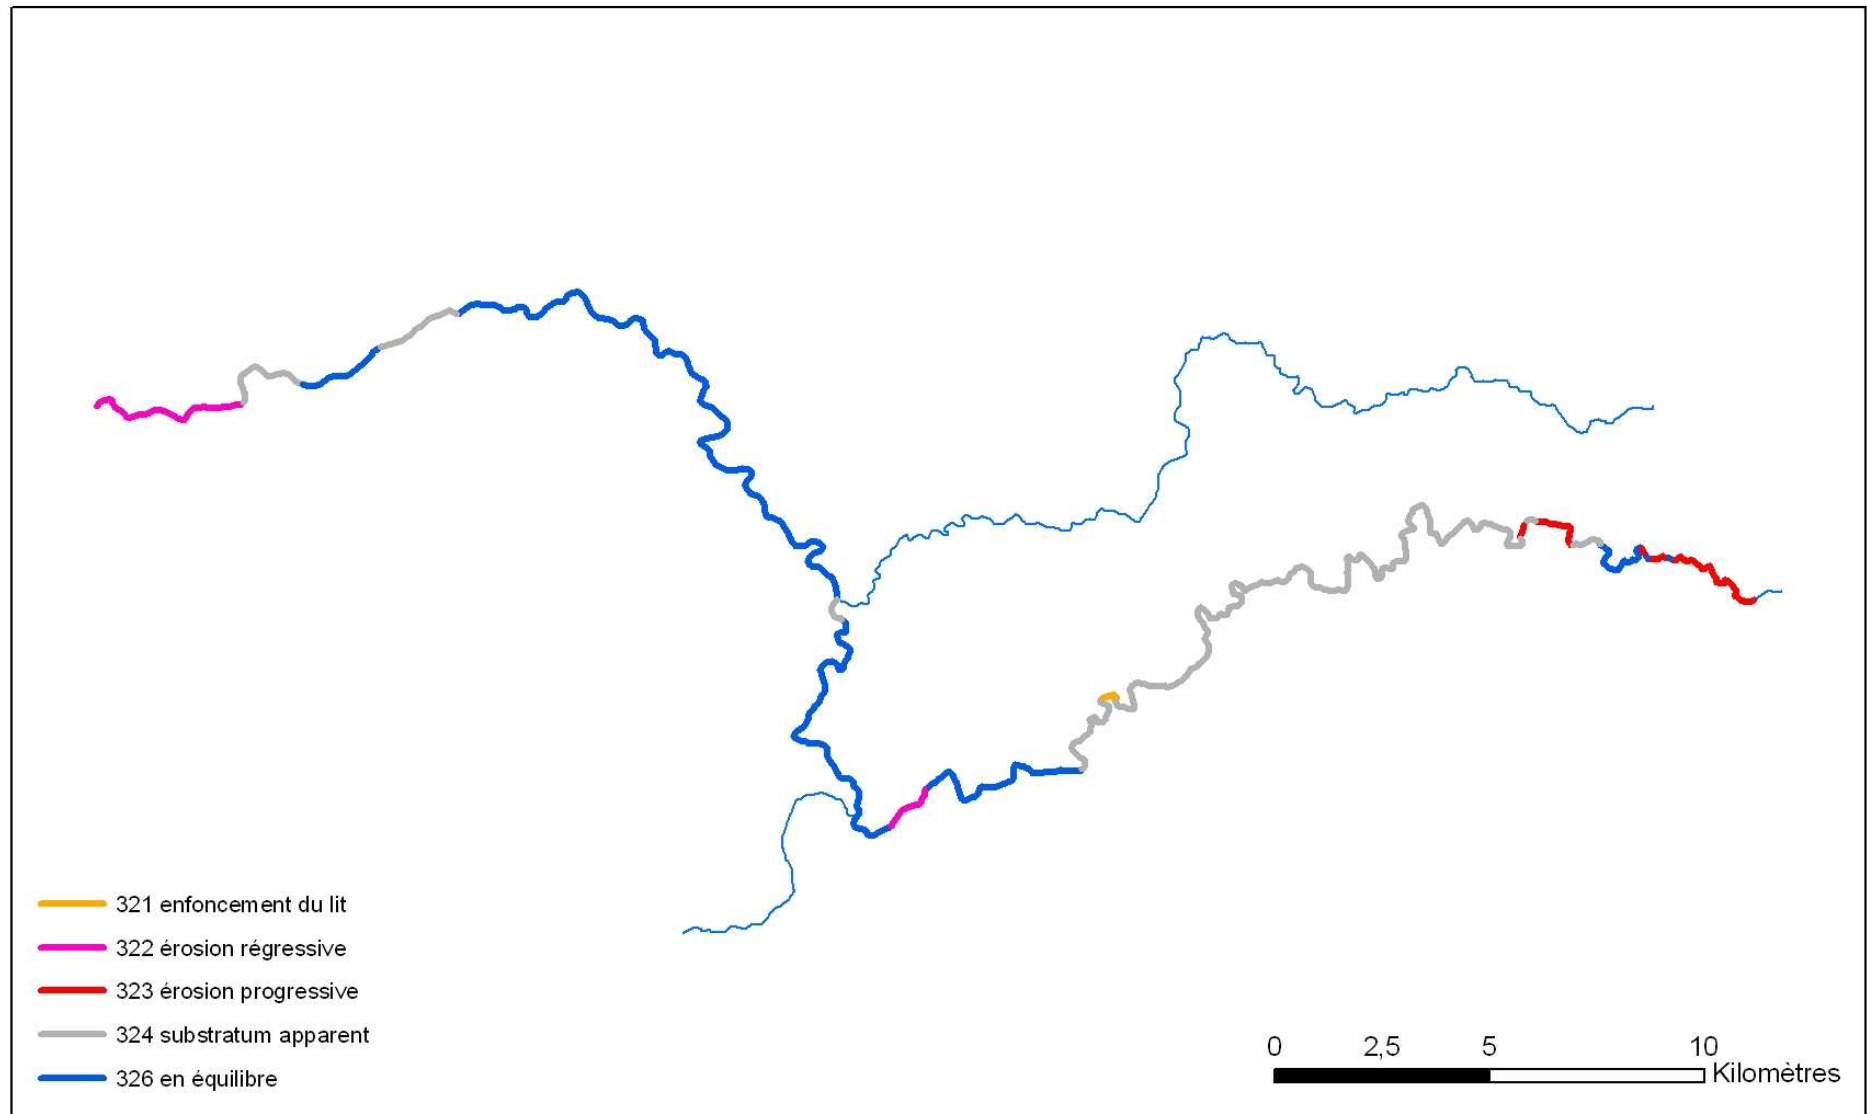 321 enfoncement du lit
322 érosion régressive
323 érosion progressive
324 substratum apparent
326 en équilibre
0 2,5 5 10
Kilomètres